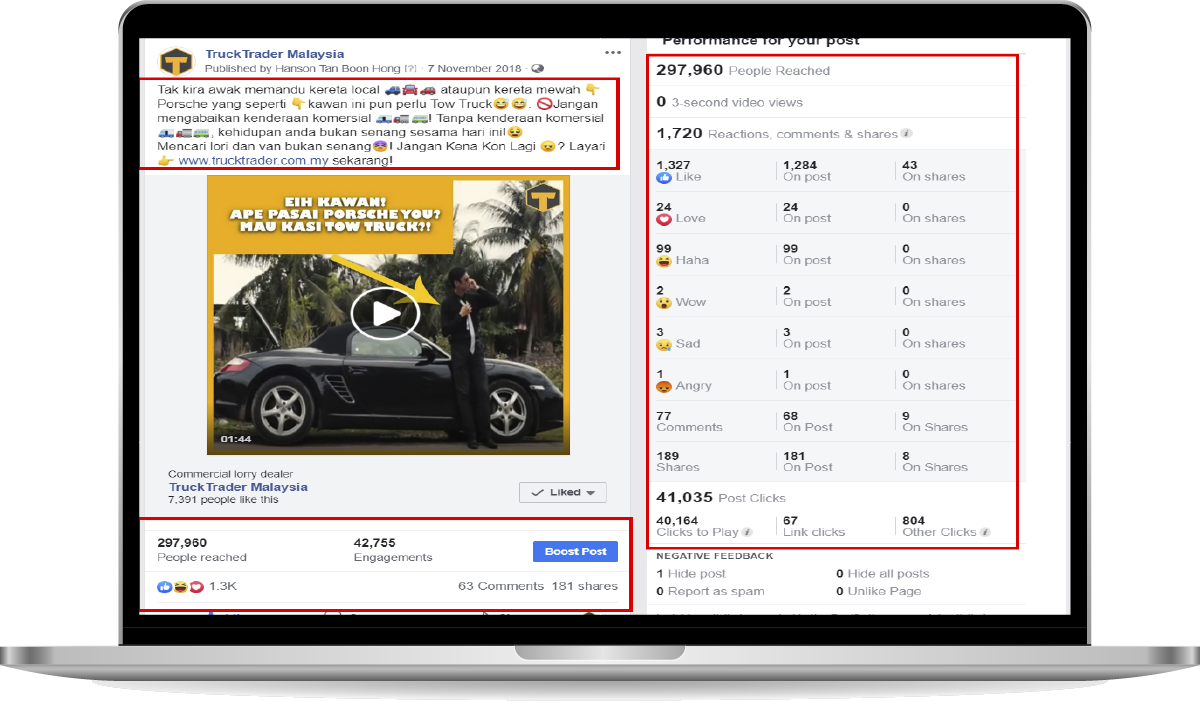 TruckTrader Malaysia
Published by Hanson Tan Boon Hong [?] · 7 November 2018 ·
Tak kira awak memandu kereta local 🚙🚘🚗 ataupun kereta mewah 👇
Porsche yang seperti 👇kawan ini pun perlu Tow Truck😅😅. 🚫Jangan
mengabaikan kenderaan komersial 🛻🚛🚐! Tanpa kenderaan komersial
🛻🚛🚐, kehidupan anda bukan senang sesama hari ini!😫
Mencari lori dan van bukan senang😈! Jangan Kena Kon Lagi 😠? Layari
👉 www.trucktrader.com.my sekarang!
EIH KAWAN!
APE PASAI PORSCHE YOU?
MAU KASI TOW TRUCK?!
01:44
Commercial lorry dealer
TruckTrader Malaysia
7,391 people like this
Liked
297,960
People reached
42,755
Engagements
Boost Post
1.3K
63 Comments 181 shares
Performance for your post
297,960 People Reached
0 3-second video views
1,720 Reactions, comments & shares
1,327 1,284 43
Like On post On shares
24 24 0
Love On post On shares
99 99 0
Haha On post On shares
2 2 0
Wow On post On shares
3 3 0
Sad On post On shares
1 1 0
Angry On post On shares
77 68 9
Comments On Post On Shares
189 181 8
Shares On Post On Shares
41,035 Post Clicks
40,164 67 804
Clicks to Play Link clicks Other Clicks
NEGATIVE FEEDBACK
1 Hide post 0 Hide all posts
0 Report as spam 0 Unlike Page